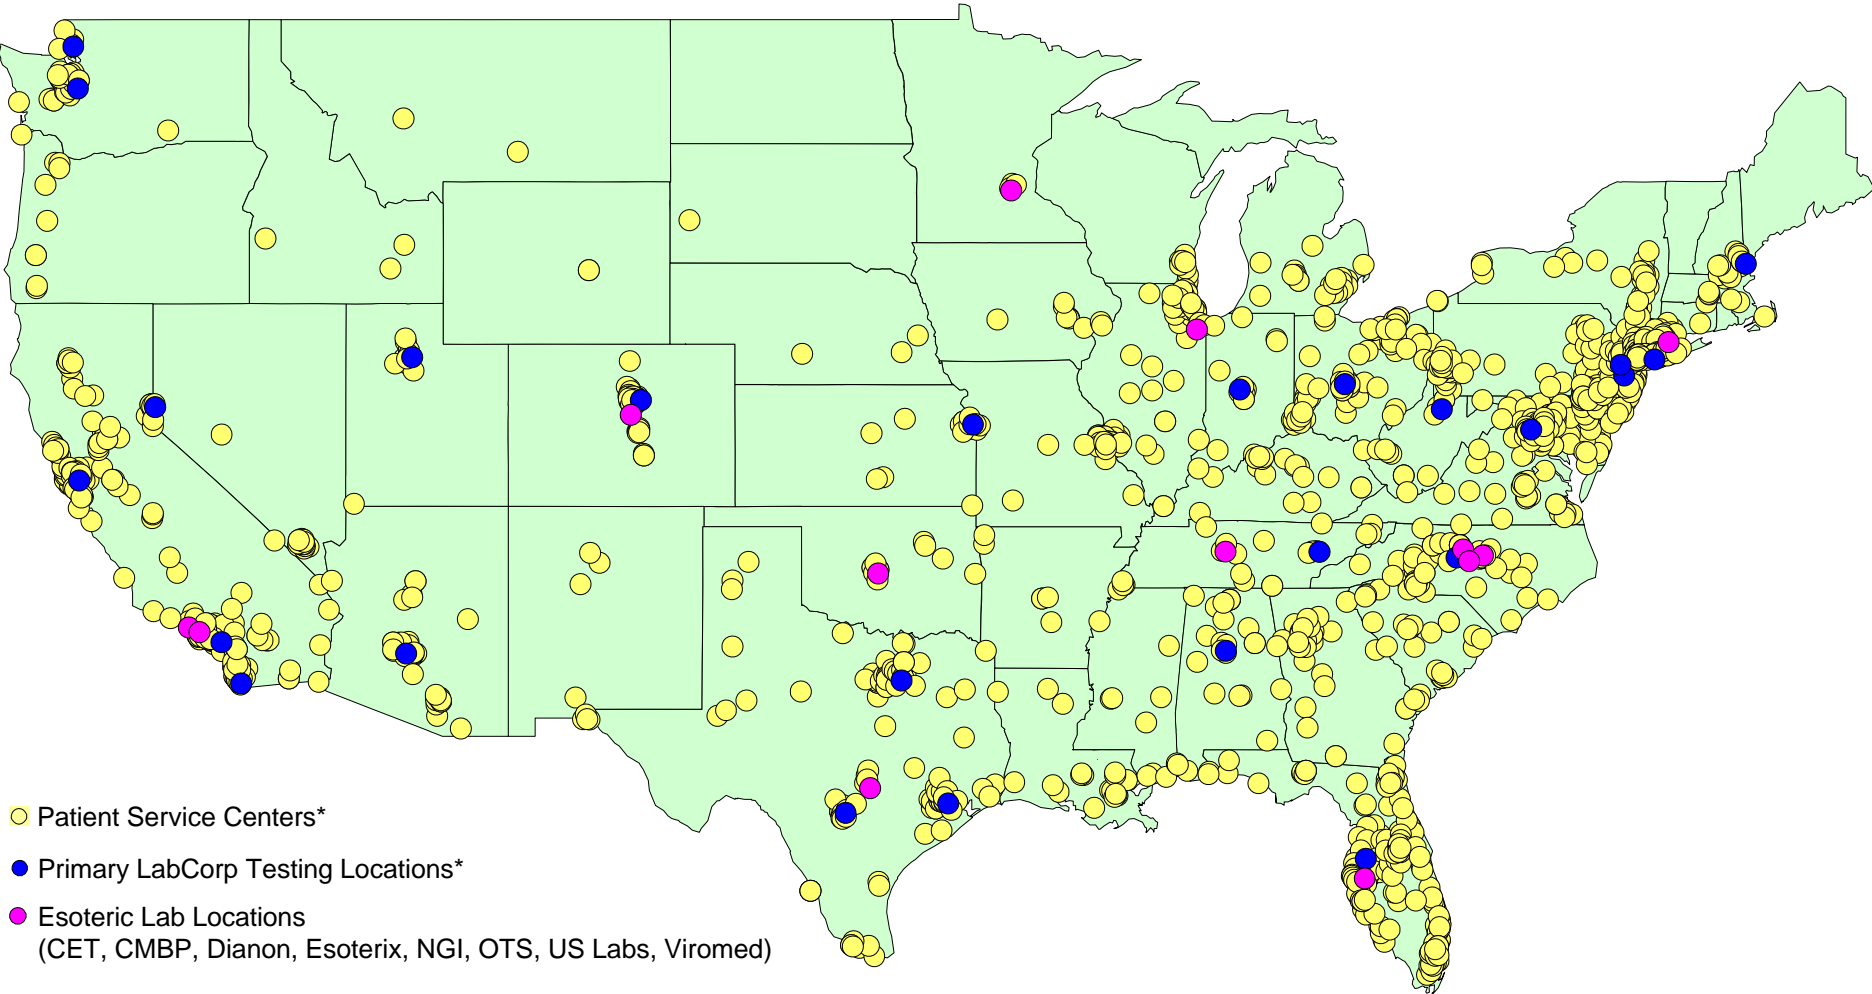 Patient Service Centers*
Primary LabCorp Testing Locations*
Esoteric Lab Locations
(CET, CMBP, Dianon, Esoterix, NGI, OTS, US Labs, Viromed)